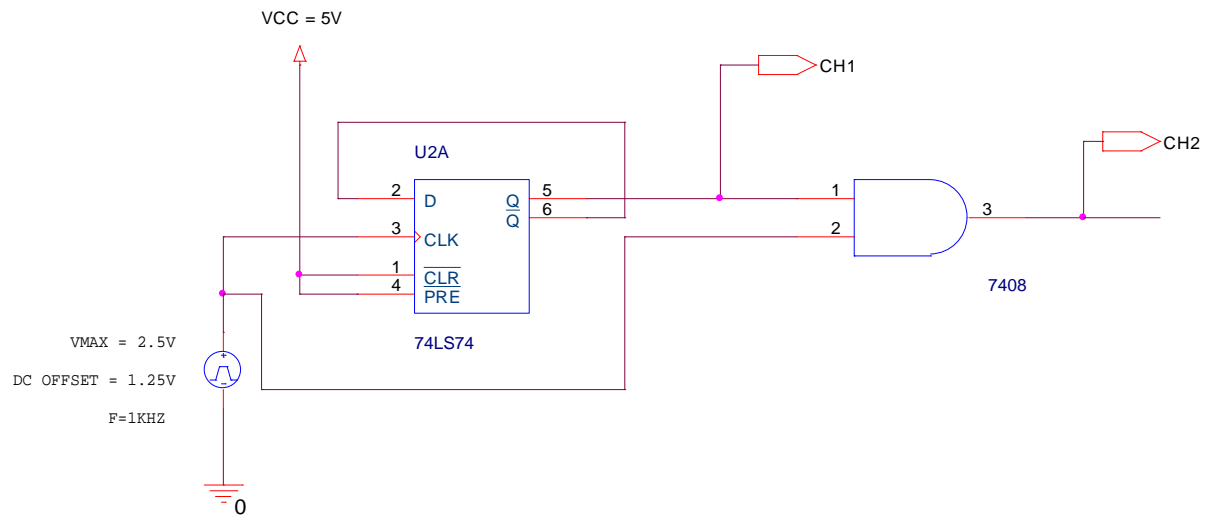 VCC = 5V
CH1
CH2
U2A
2 D Q 5
Q 6
3 CLK
1 CLR
4 PRE
1
2
3
7408
74LS74
VMAX = 2.5V
DC OFFSET = 1.25V
F=1KHZ
0